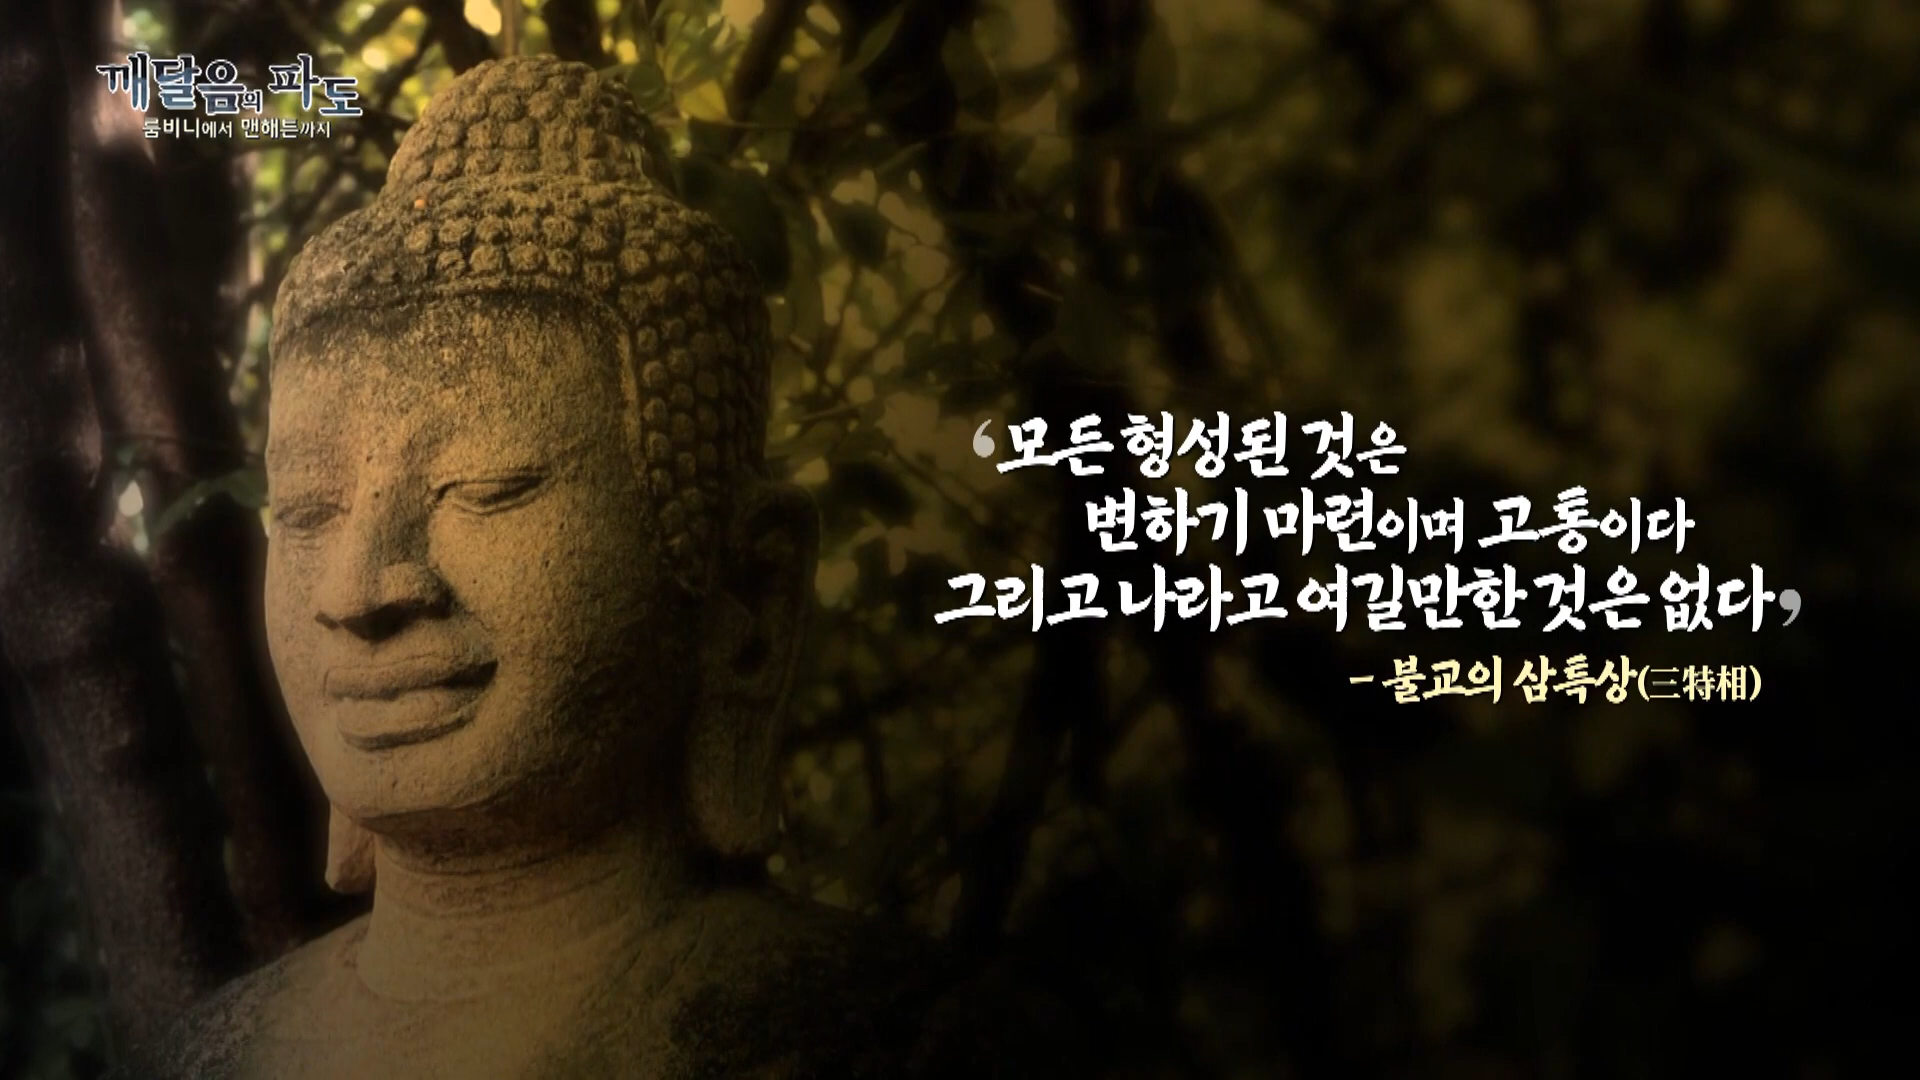 깨달음의 파도
룸비니에서 맨해튼까지
‘모든 형성된 것은
변하기 마련이며 고통이다
그리고 나라고 여길만한 것은 없다’
- 불교의 삼특상(三特相)